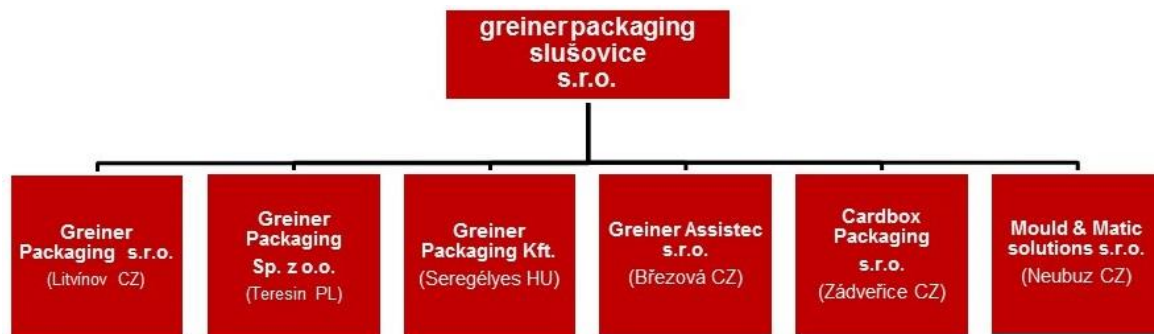 greiner packaging
slušovice
s.r.o.
Greiner
Packaging s.r.o.
(Litvínov CZ)
Greiner
Packaging
Sp. z o.o.
(Teresin PL)
Greiner
Packaging Kft.
(Seregélyes HU)
Greiner Assistec
s.r.o.
(Březová CZ)
Cardbox
Packaging
s.r.o.
(Zádveřice CZ)
Mould & Matic
solutions s.r.o.
(Neubuz CZ)